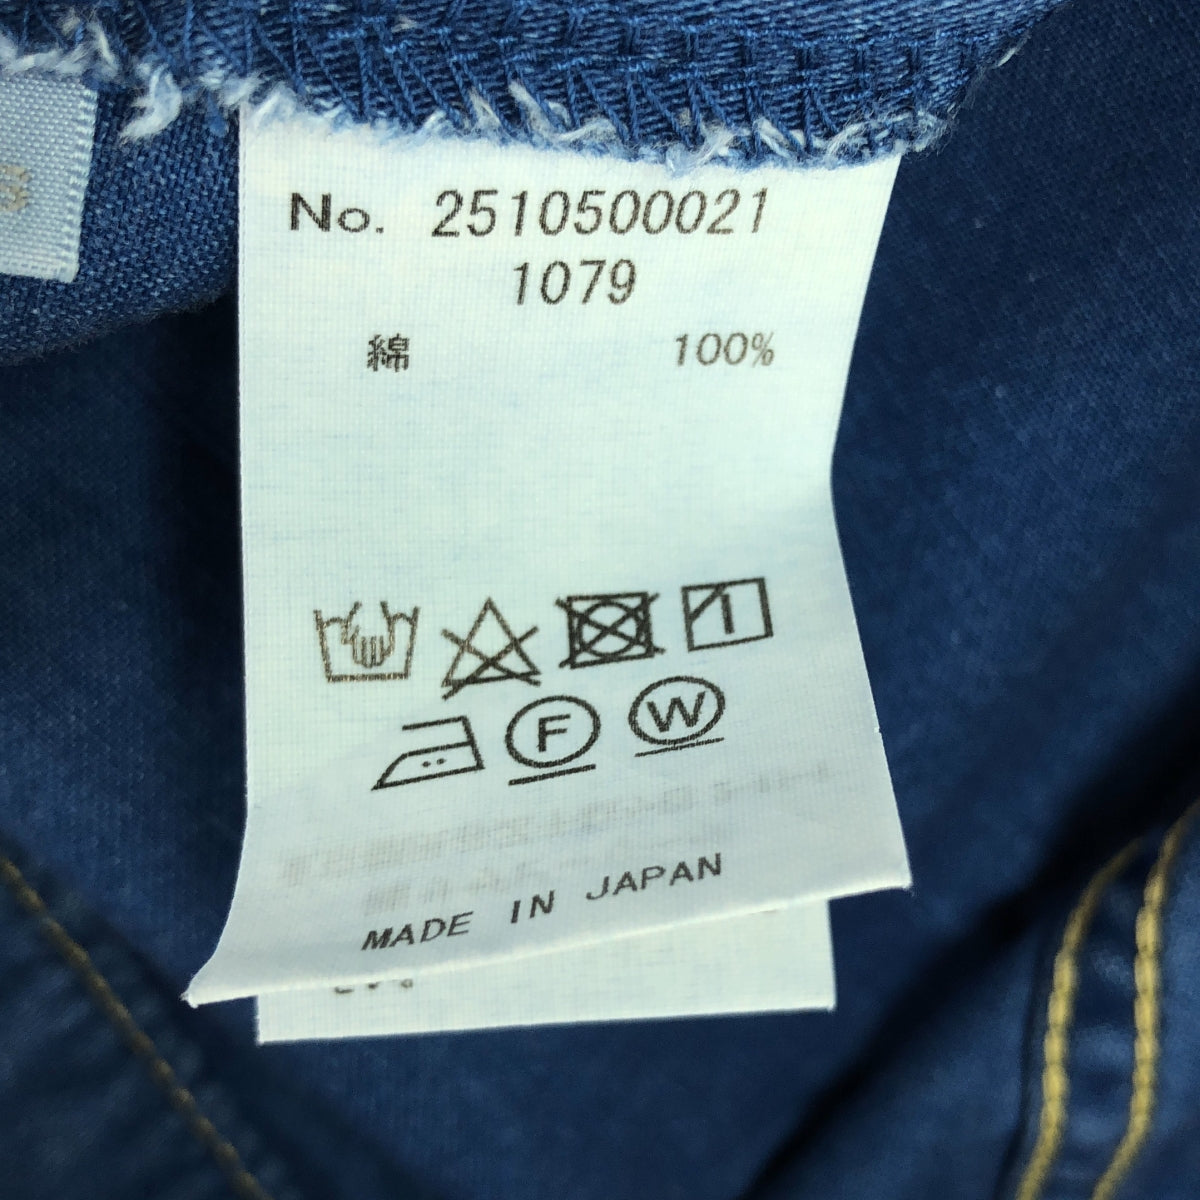 No. 2510500021
1079
綿 100%
F W
MADE IN JAPAN